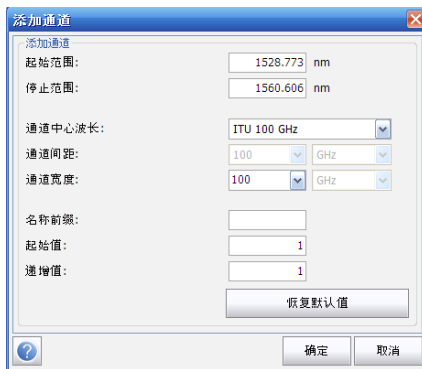 添加通道
添加通道
起始范围: 1528.773 nm
停止范围: 1560.606 nm
通道中心波长: ITU 100 GHz
通道间距: 100 GHz
通道宽度: 100 GHz
名称前缀:
起始值: 1
递增值: 1
恢复默认值
? 确定 取消